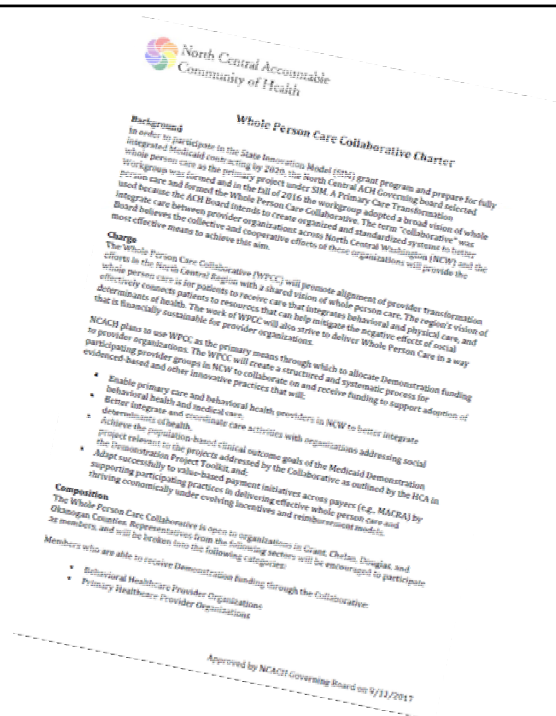 North Central Accountable
Community of Health
Whole Person Care Collaborative Charter
Background
In order to participate in the State Innovation Model (SIM) grant program and prepare for fully
integrated Medicaid contracting by 2020, the North Central ACH Governing board selected
whole person care as the primary project under SIM. A Primary Care Transformation
Workgroup was formed and in the fall of 2016 the workgroup adopted a broad vision of whole
person care and formed the Whole Person Care Collaborative. The term "collaborative" was
used because the ACH Board intends to create organized and standardized systems to better
integrate care between provider organizations across North Central Washington (NCW) and the
Board believes the collective and cooperative efforts of these organizations will provide the
most effective means to achieve this aim.
Charge
The Whole Person Care Collaborative (WPCC) will promote alignment of provider transformation
efforts in the North Central Region with a shared vision of whole person care. The region's vision of
whole person care is for patients to receive care that integrates behavioral and physical care, and
effectively connects patients to resources that can help mitigate the negative effects of social
determinants of health. The work of WPCC will also strive to deliver Whole Person Care in a way
that is financially sustainable for provider organizations.
NCACH plans to use WPCC as the primary means through which to allocate Demonstration funding
to provider organizations. The WPCC will create a structured and systematic process for
participating provider groups in NCW to collaborate on and receive funding to support adoption of
evidenced-based and other innovative practices that will:
• Enable primary care and behavioral health providers in NCW to better integrate
behavioral health and medical care.
• Better integrate and coordinate care activities with organizations addressing social
determinants of health.
• Achieve the population-based clinical outcome goals of the Medicaid Demonstration
project relevant to the projects addressed by the Collaborative as outlined by the HCA in
the Demonstration Project Toolkit, and;
• Adapt successfully to value-based payment initiatives across payers (e.g., MACRA) by
supporting participating practices in delivering effective whole person care and
thriving economically under evolving incentives and reimbursement models.
Composition
The Whole Person Care Collaborative is open to organizations in Grant, Chelan, Douglas, and
Okanogan Counties. Representatives from the following sectors will be encouraged to participate
as members, and will be broken into the following categories:
Members who are able to receive Demonstration funding through the Collaborative:
• Behavioral Healthcare Provider Organizations
• Primary Healthcare Provider Organizations
Approved by NCACH Governing Board on 9/11/2017